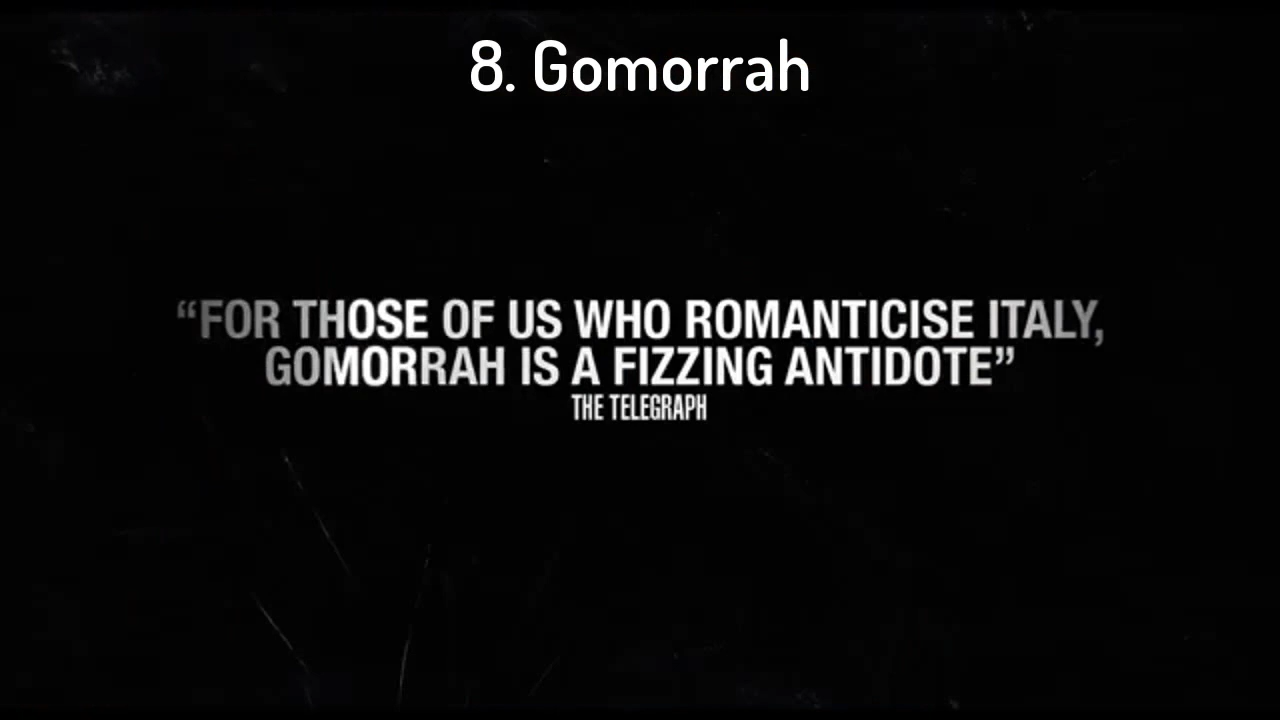 8. Gomorrah
“FOR THOSE OF US WHO ROMANTICISE ITALY,
GOMORRAH IS A FIZZING ANTIDOTE”
THE TELEGRAPH